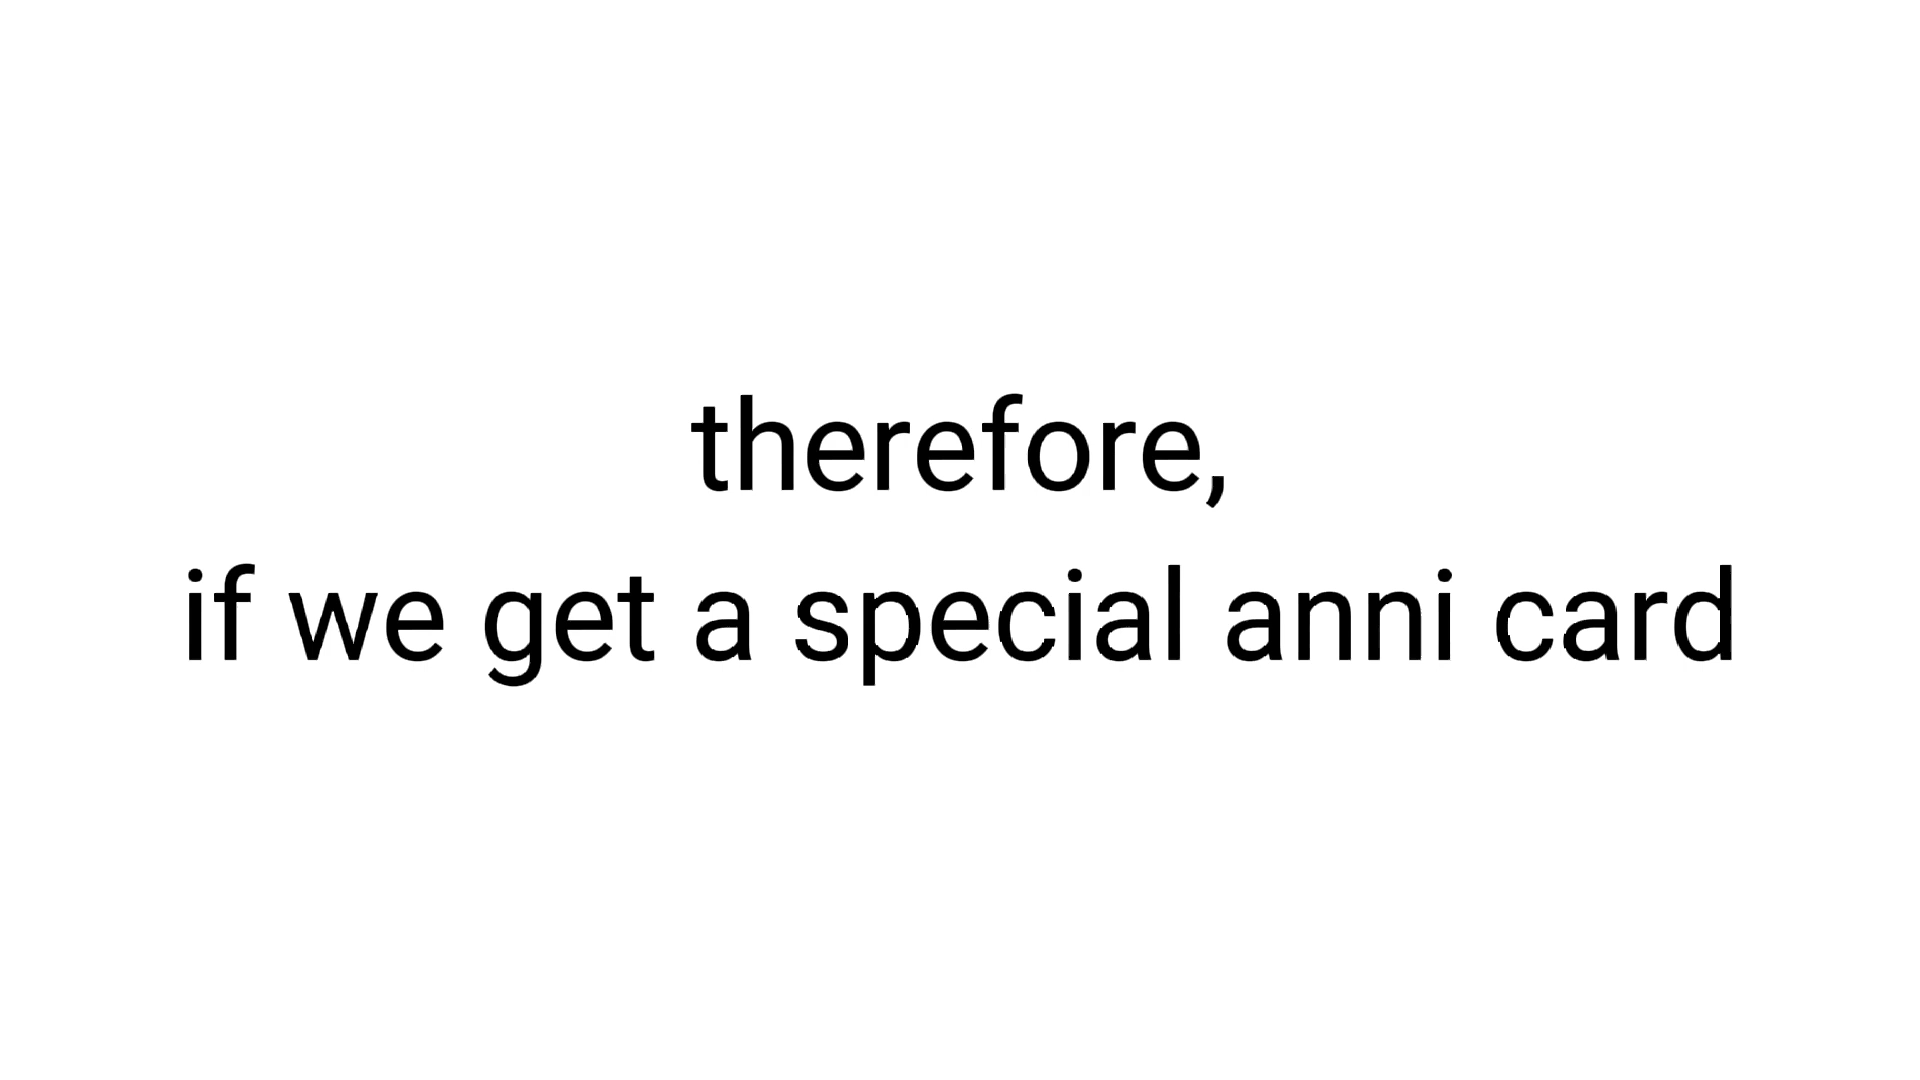 therefore,
if we get a special anni card